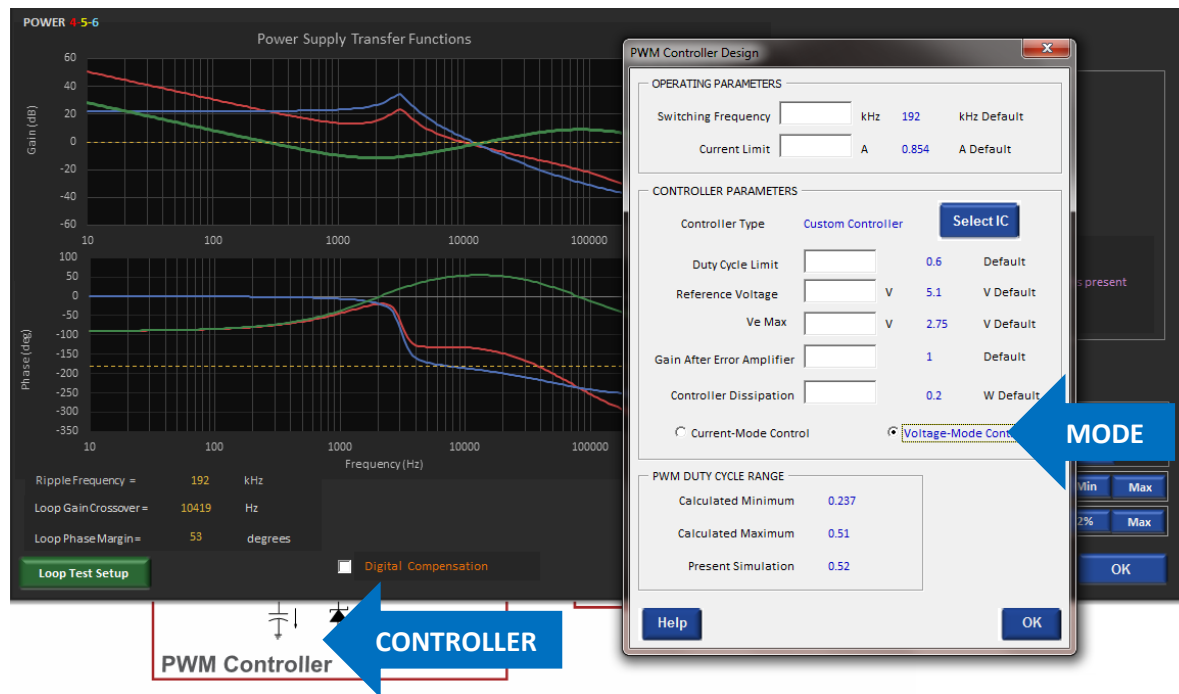 POWER 4-5-6
Power Supply Transfer Functions
Gain (dB)
60
40
20
0
-20
-40
-60
10 100 1000 10000 100000
Phase (deg)
100
50
0
-50
-100
-150
-200
-250
-300
-350
10 100 1000 10000 100000
Frequency (Hz)
Ripple Frequency = 192 kHz
Loop Gain Crossover = 10419 Hz
Loop Phase Margin = 53 degrees
Loop Test Setup
Digital Compensation
PWM Controller Design
OPERATING PARAMETERS
Switching Frequency kHz 192 kHz Default
Current Limit A 0.854 A Default
CONTROLLER PARAMETERS
Controller Type Custom Controller Select IC
Duty Cycle Limit 0.6 Default
Reference Voltage V 5.1 V Default
Ve Max V 2.75 V Default
Gain After Error Amplifier 1 Default
Controller Dissipation 0.2 W Default
Current-Mode Control Voltage-Mode
MODE
PWM DUTY CYCLE RANGE
Calculated Minimum 0.237
Calculated Maximum 0.51
Present Simulation 0.52
Help OK
s present
Min Max
2% Max
OK
CONTROLLER
PWM Controller